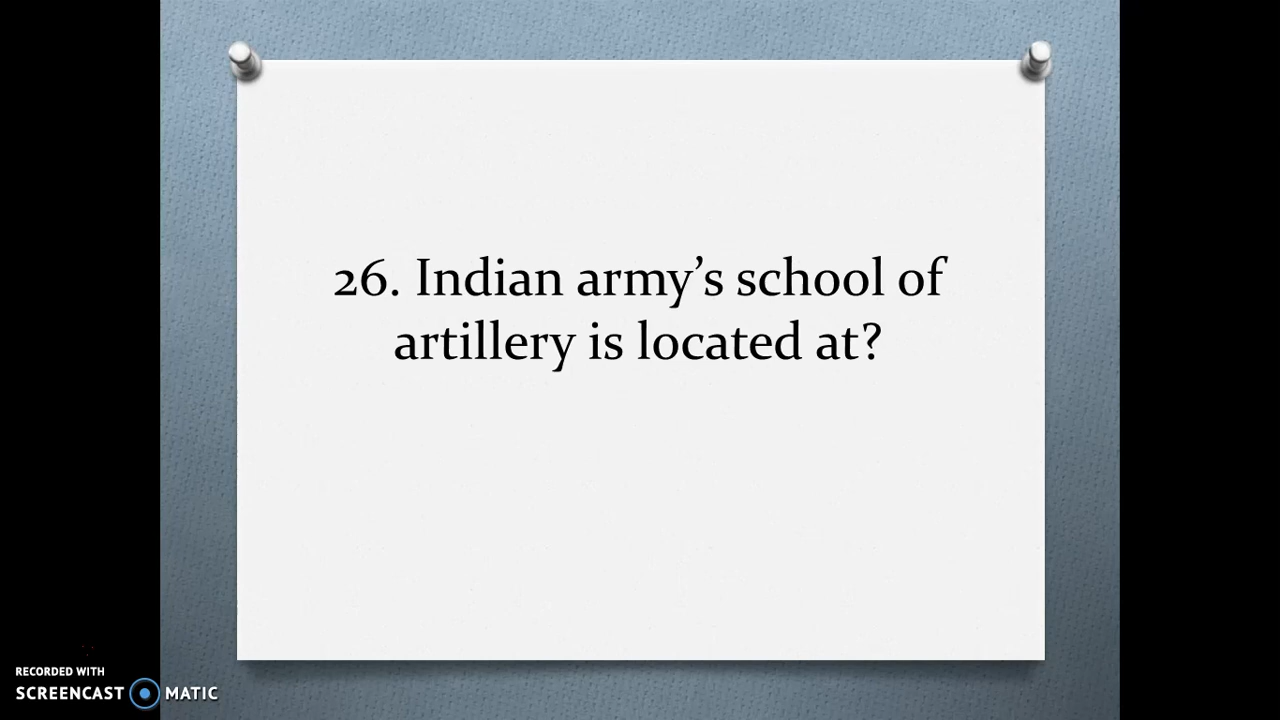 26. Indian army’s school of
artillery is located at?
RECORDED WITH
SCREENCAST MATIC